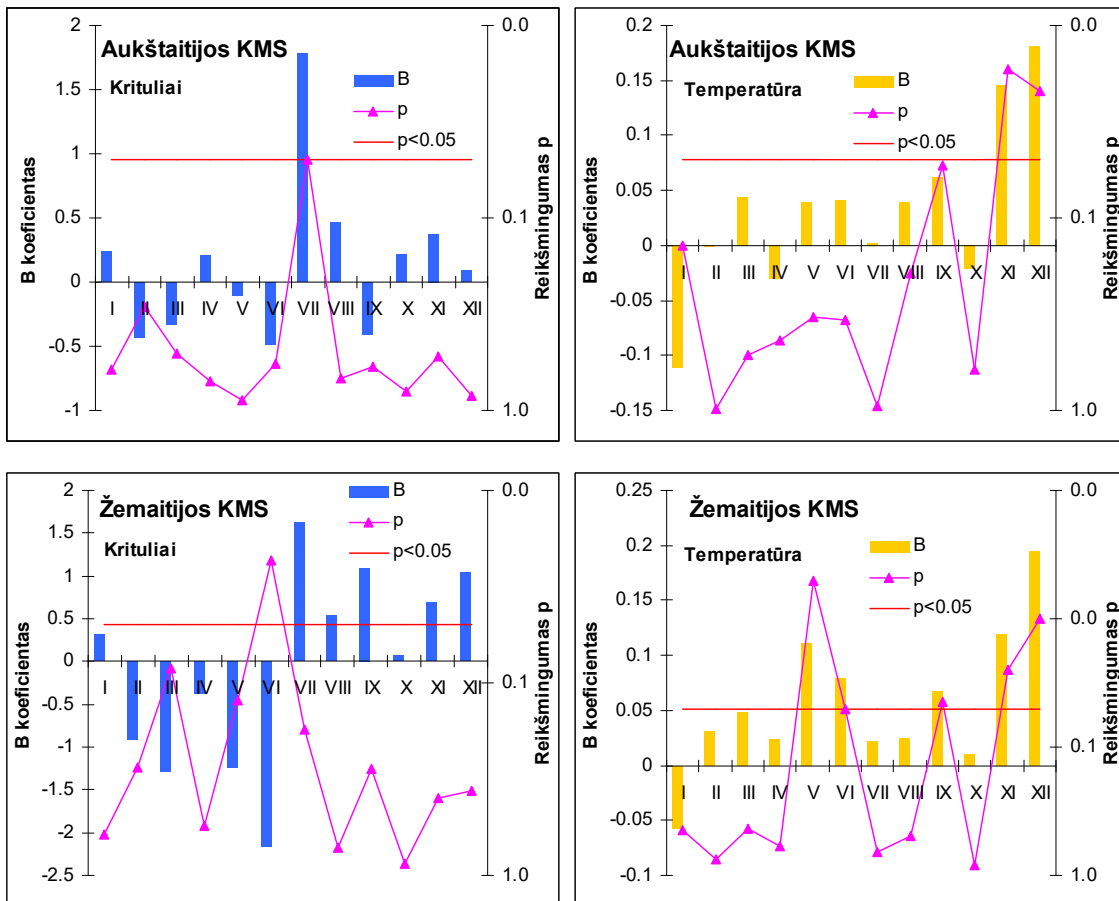 Aukštaitijos KMS
Krituliai
B
p
p<0.05
B koeficientas
Reikšmingumas p
2
1.5
1
0.5
0
-0.5
-1
0.0
0.1
1.0
I II III IV V VI VII VIII IX X XI XII
Aukštaitijos KMS
Temperatūra
B
p
p<0.05
B koeficientas
Reikšmingumas p
0.2
0.15
0.1
0.05
0
-0.05
-0.1
-0.15
0.0
0.1
1.0
I II III IV V VI VII VIII IX X XI XII
Žemaitijos KMS
Krituliai
B
p
p<0.05
B koeficientas
Reikšmingumas p
2
1.5
1
0.5
0
-0.5
-1
-1.5
-2
-2.5
0.0
0.1
1.0
I II III IV V VI VII VIII IX X XI XII
Žemaitijos KMS
Temperatūra
B
p
p<0.05
B koeficientas
Reikšmingumas p
0.25
0.2
0.15
0.1
0.05
0
-0.05
-0.1
0.0
0.0
0.1
1.0
I II III IV V VI VII VIII IX X XI XII